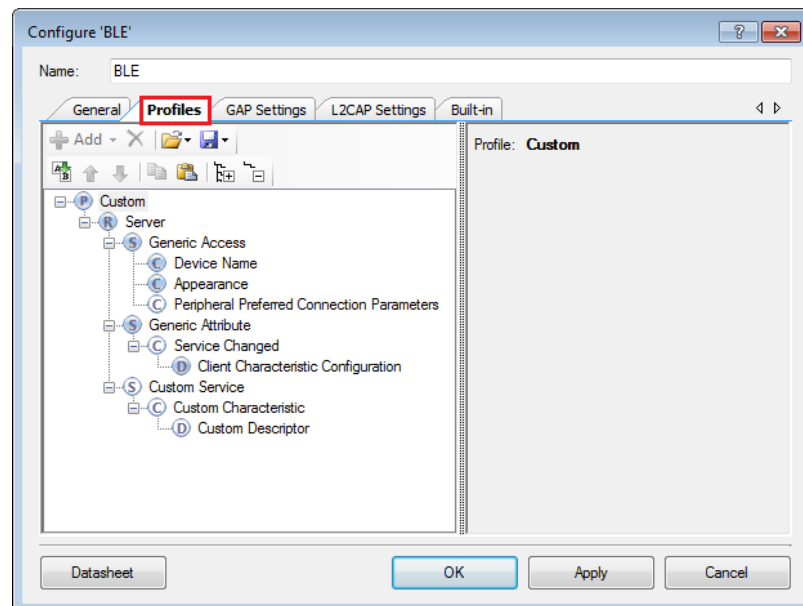 Configure 'BLE'
Name: BLE
General Profiles GAP Settings L2CAP Settings Built-in
Add
Profile: Custom
P Custom
R Server
S Generic Access
C Device Name
C Appearance
C Peripheral Preferred Connection Parameters
S Generic Attribute
C Service Changed
D Client Characteristic Configuration
S Custom Service
C Custom Characteristic
D Custom Descriptor
Datasheet OK Apply Cancel